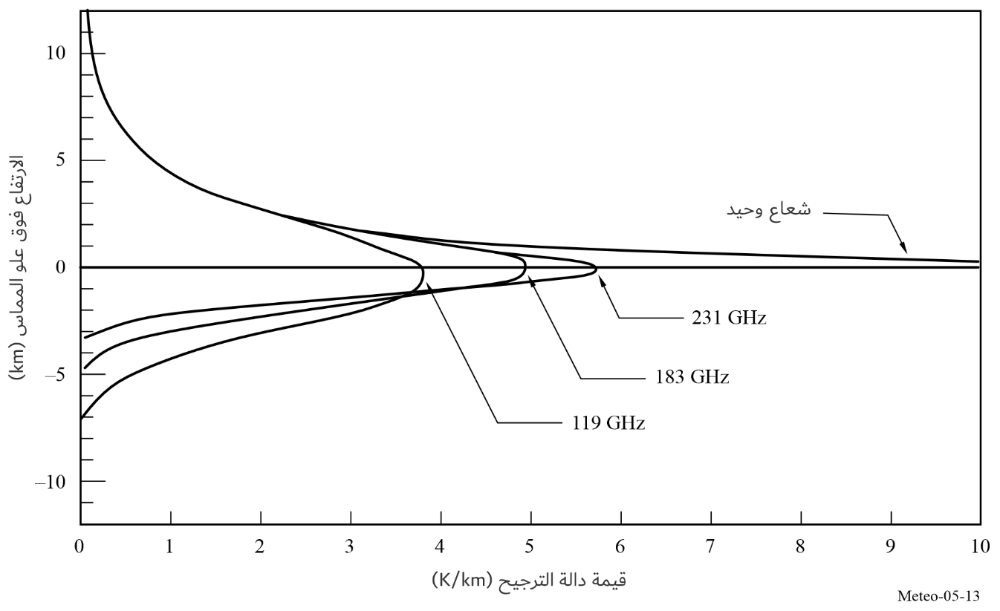 الارتفاع فوق علو المماس (km)
10
5
0
–5
–10
شعاع وحيد
231 GHz
183 GHz
119 GHz
0 1 2 3 4 5 6 7 8 9 10
قيمة دالة الترجيح (K/km)
Meteo-05-13